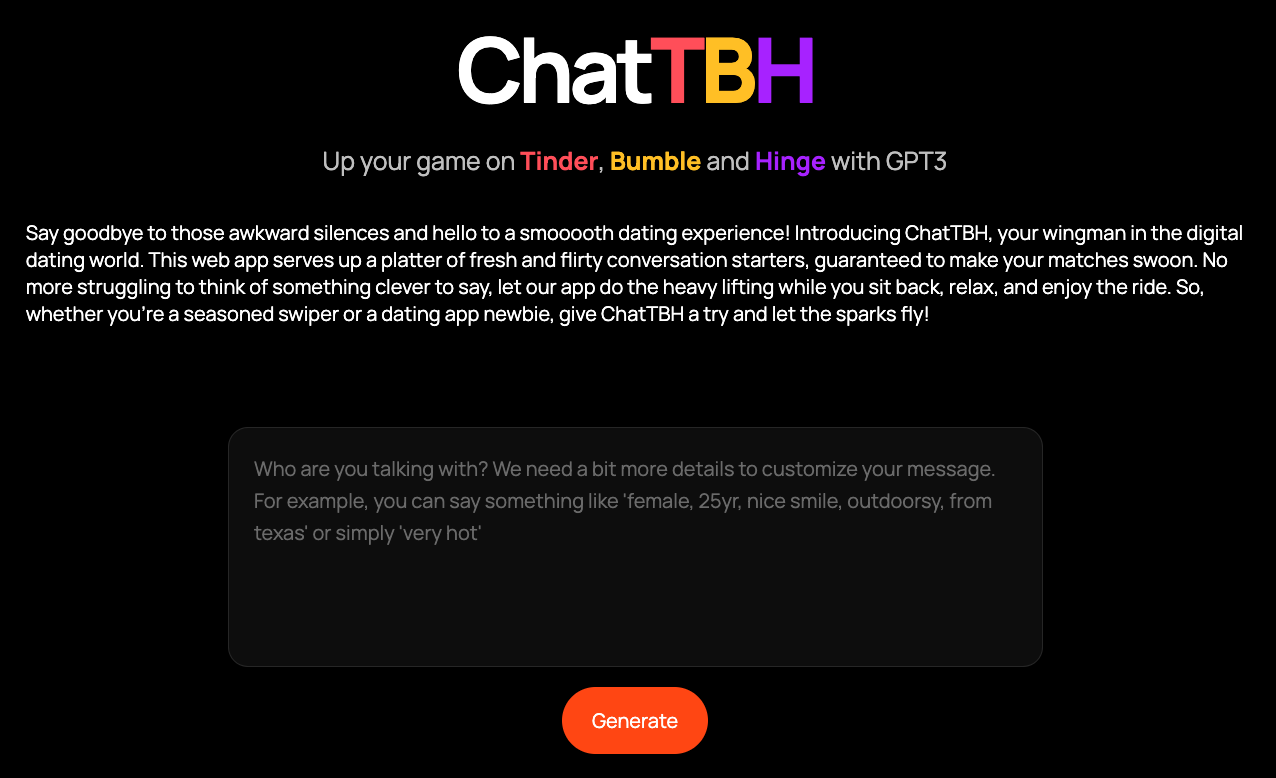 ChatTBH
Up your game on Tinder, Bumble and Hinge with GPT3
Say goodbye to those awkward silences and hello to a smooooth dating experience! Introducing ChatTBH, your wingman in the digital
dating world. This web app serves up a platter of fresh and flirty conversation starters, guaranteed to make your matches swoon. No
more struggling to think of something clever to say, let our app do the heavy lifting while you sit back, relax, and enjoy the ride. So,
whether you're a seasoned swiper or a dating app newbie, give ChatTBH a try and let the sparks fly!
Who are you talking with? We need a bit more details to customize your message.
For example, you can say something like 'female, 25yr, nice smile, outdoorsy, from
texas' or simply 'very hot'
Generate